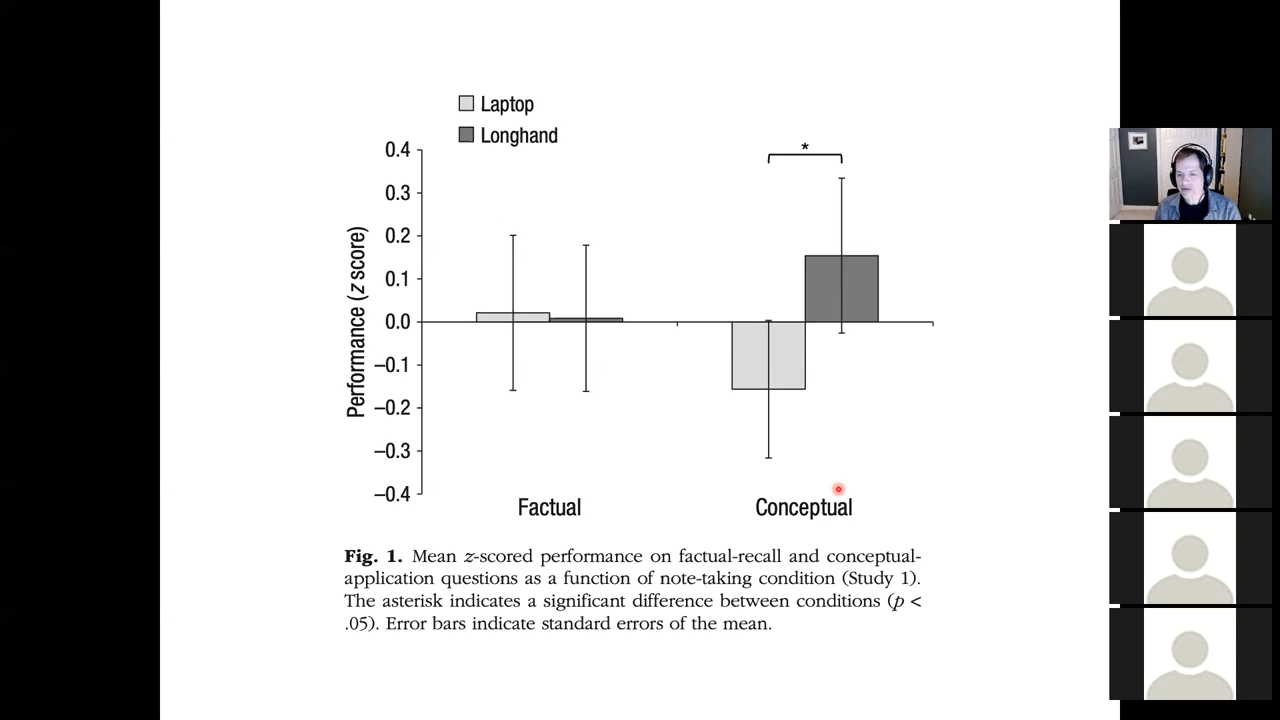 Laptop
Longhand
*
0.4
0.3
0.2
0.1
0.0
–0.1
–0.2
–0.3
–0.4
Performance (z score)
Factual
Conceptual
Fig. 1. Mean z-scored performance on factual-recall and conceptual-
application questions as a function of note-taking condition (Study 1).
The asterisk indicates a significant difference between conditions (p <
.05). Error bars indicate standard errors of the mean.